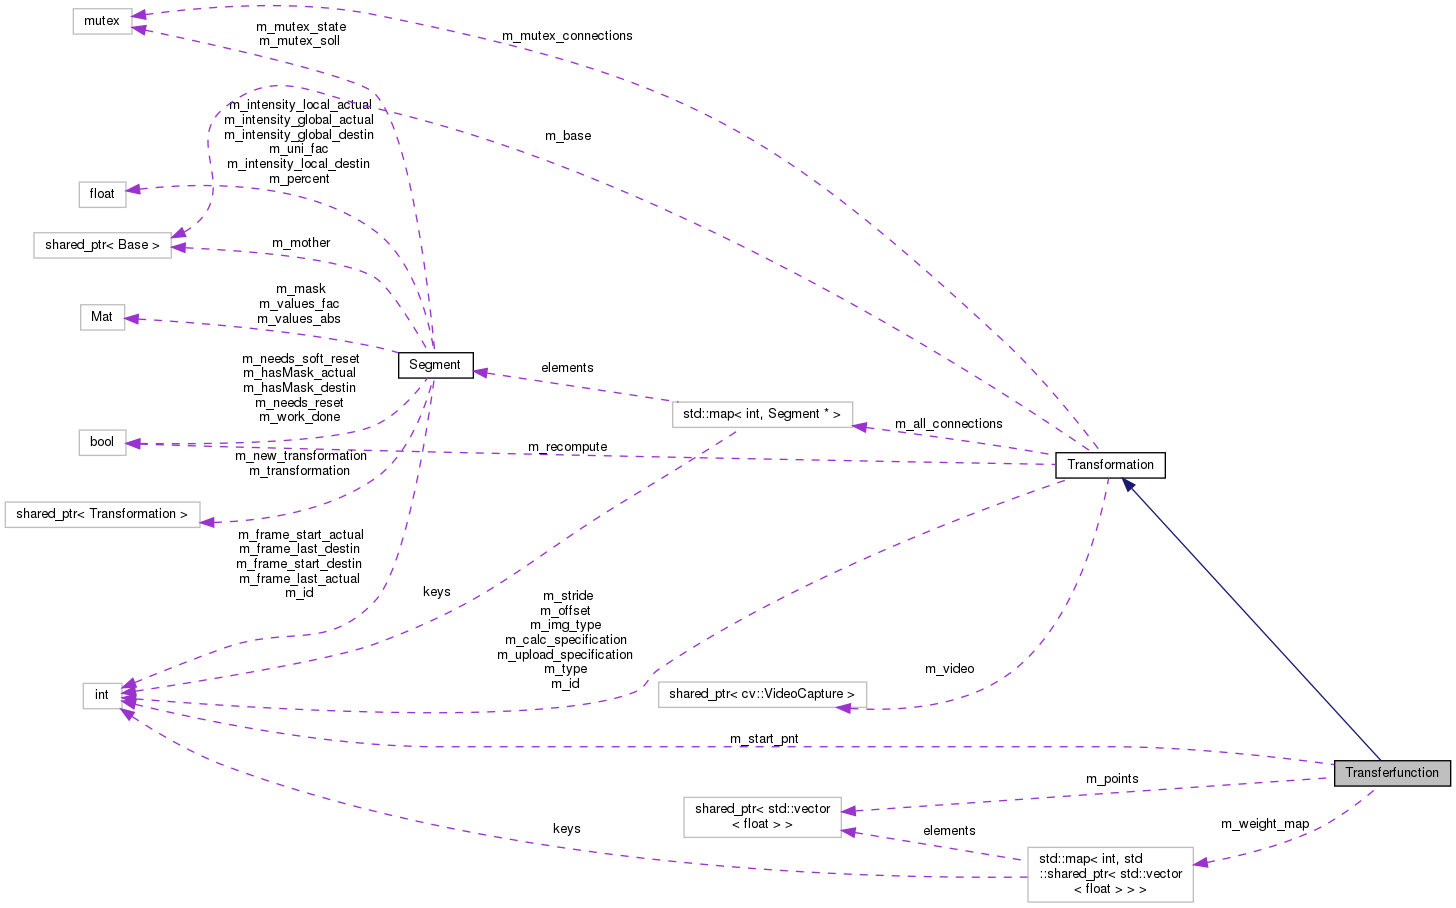 mutex
m_mutex_state
m_mutex_soll
m_mutex_connections
m_intensity_local_actual
m_intensity_global_actual
m_intensity_global_destin
m_uni_fac
m_intensity_local_destin
m_percent
m_base
float
shared_ptr< Base >
m_mother
m_mask
m_values_fac
m_values_abs
Mat
Segment
elements
m_needs_soft_reset
m_hasMask_actual
m_hasMask_destin
m_needs_reset
m_work_done
std::map< int, Segment * >
m_all_connections
bool
m_recompute
m_new_transformation
m_transformation
Transformation
shared_ptr< Transformation >
m_frame_start_actual
m_frame_last_destin
m_frame_start_destin
m_frame_last_actual
m_id
keys
m_stride
m_offset
m_img_type
m_calc_specification
m_upload_specification
m_type
m_id
m_video
int
shared_ptr< cv::VideoCapture >
m_start_pnt
Transferfunction
m_points
shared_ptr< std::vector
< float > >
m_weight_map
keys
elements
std::map< int, std
::shared_ptr< std::vector
< float > > >